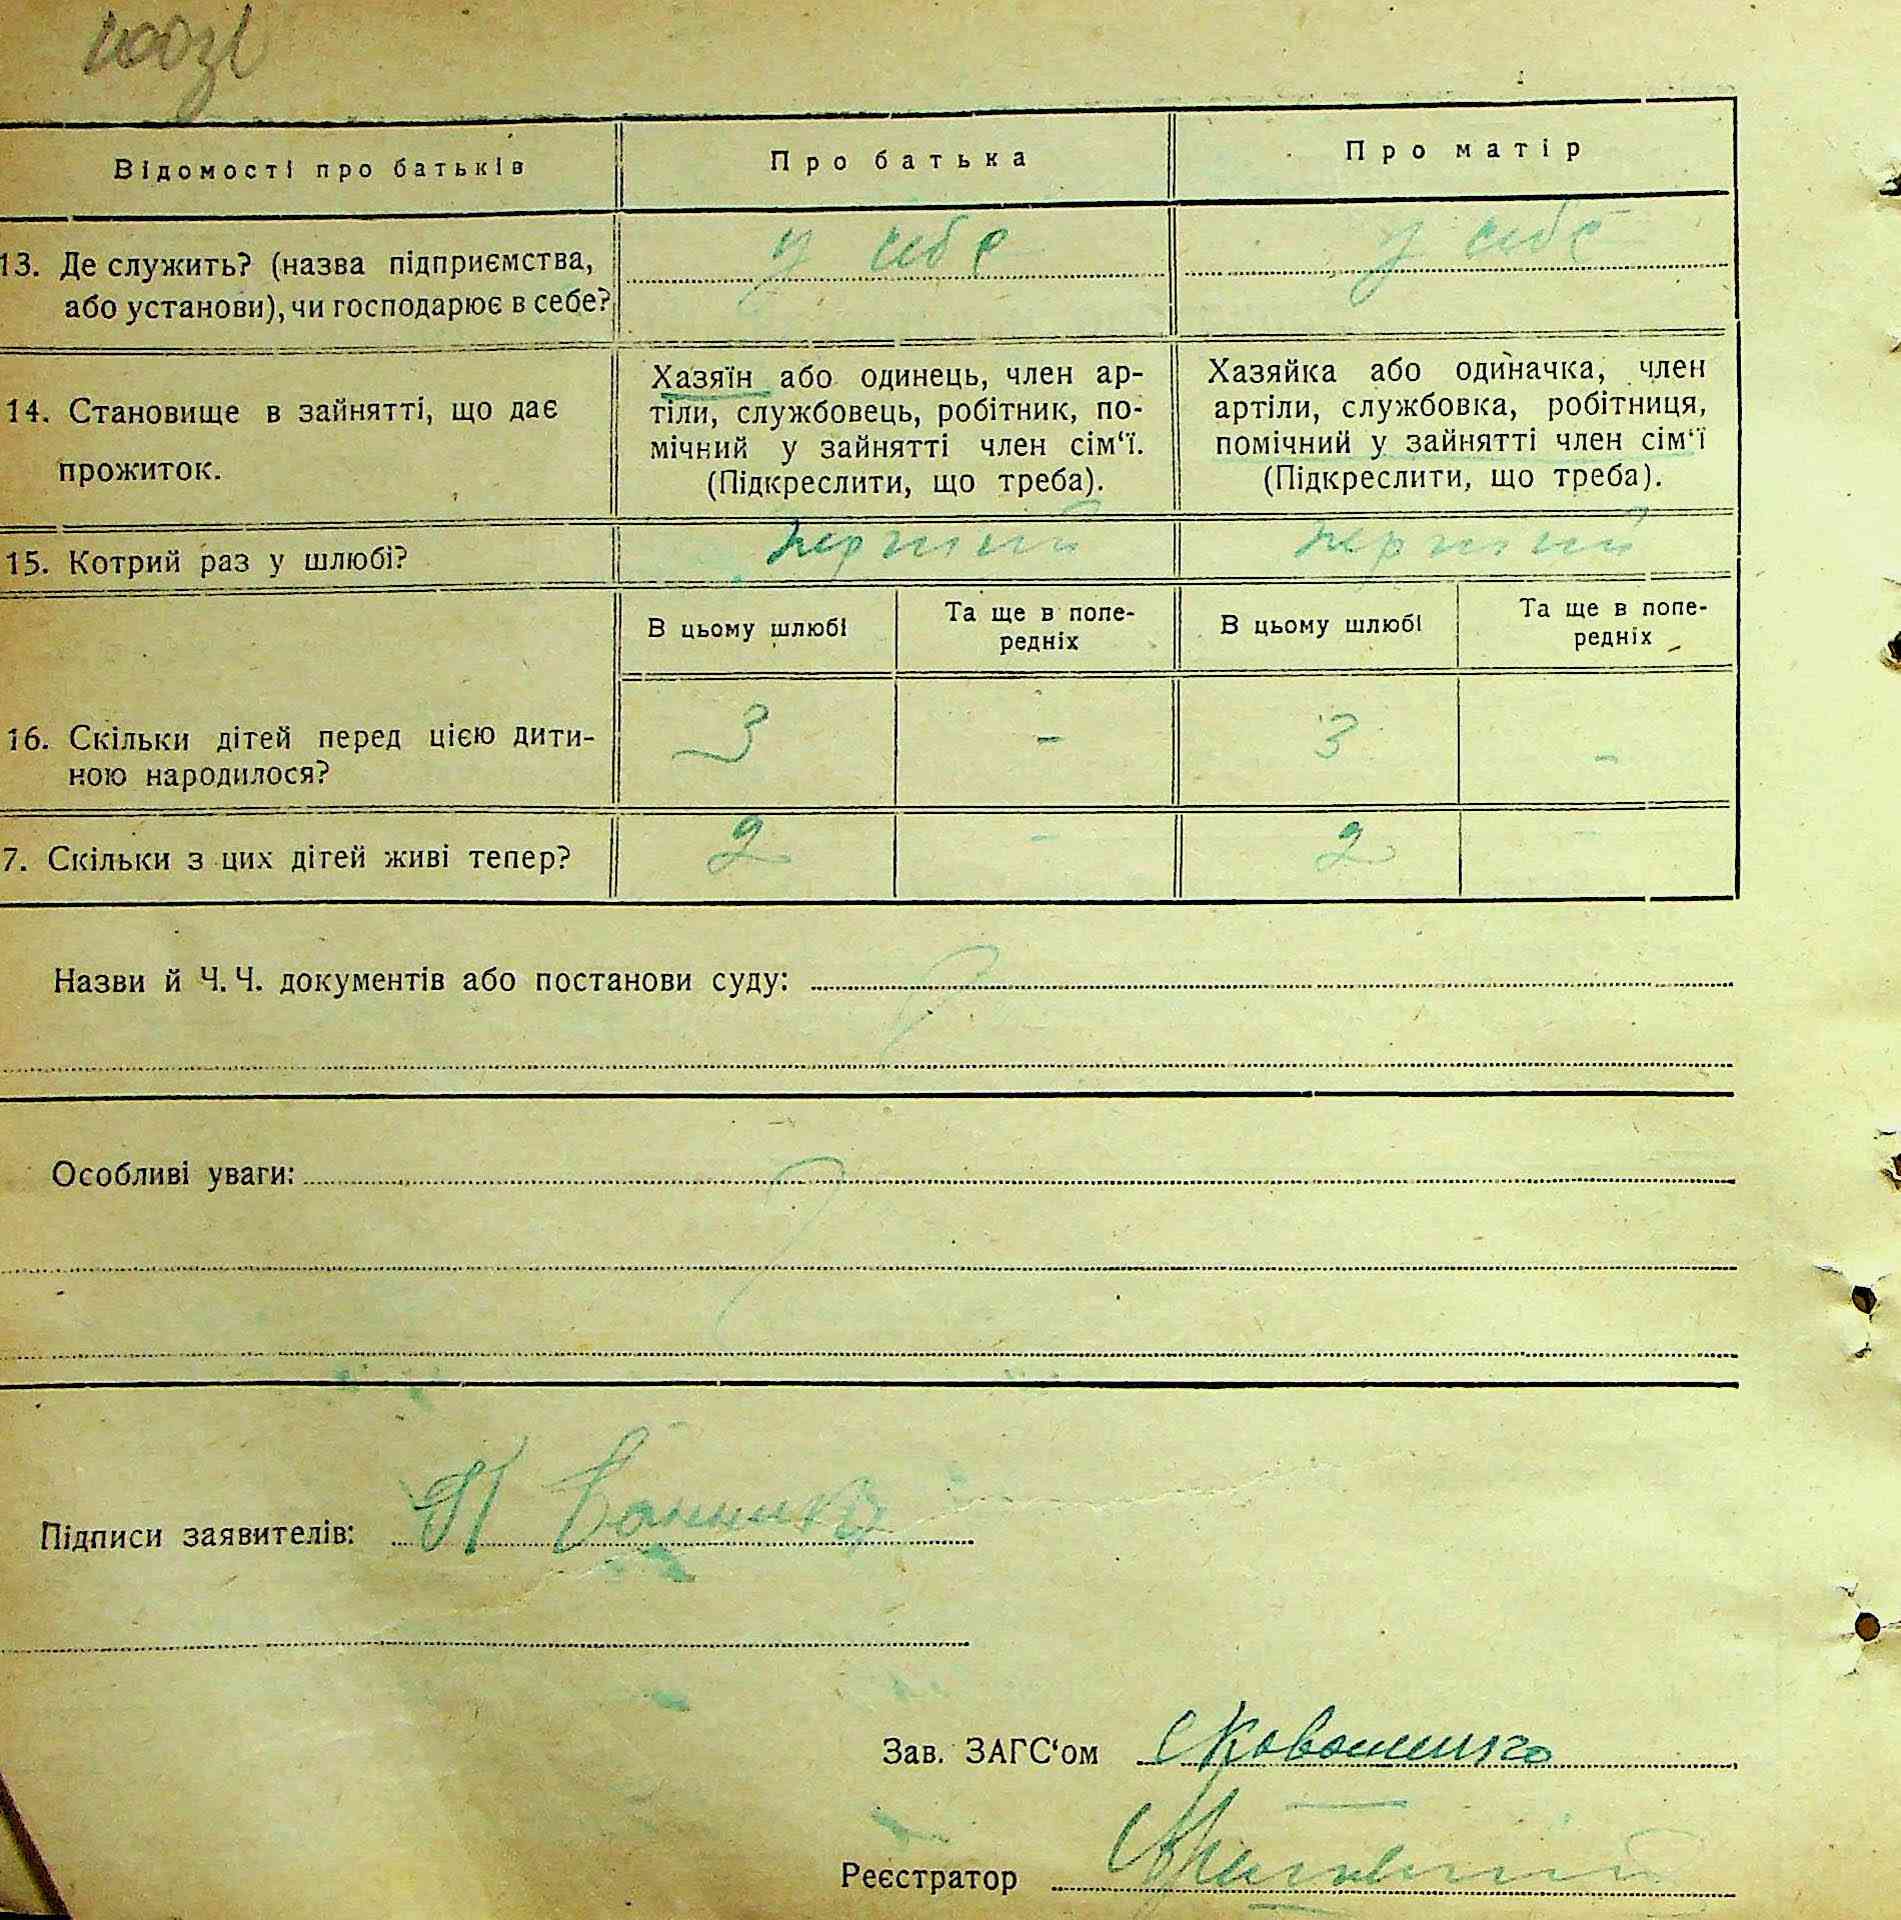 Відомості про батьків
Про батька
Про матір
13. Де служить? (назва підприємства,
або установи), чи господарює в себе?
у себе
у себе
14. Становище в зайнятті, що дає
прожиток.
Хазяїн або одинець, член ар-
тіли, службовець, робітник, по-
мічний у зайнятті член сім‘ї.
(Підкреслити, що треба).
Хазяйка або одиначка, член
артіли, службовка, робітниця,
помічний у зайнятті член сім‘ї
(Підкреслити, що треба).
15. Котрий раз у шлюбі?
перший
перший
В цьому шлюбі
Та ще в попе-
редніх
В цьому шлюбі
Та ще в попе-
редніх
16. Скільки дітей перед цією дити-
ною народилося?
3
-
3
-
7. Скільки з цих дітей живі тепер?
2
-
2
-
Назви й Ч. Ч. документів або постанови суду:
Особливі уваги:
Підписи заявителів:
Зав. ЗАГС‘ом
Реєстратор